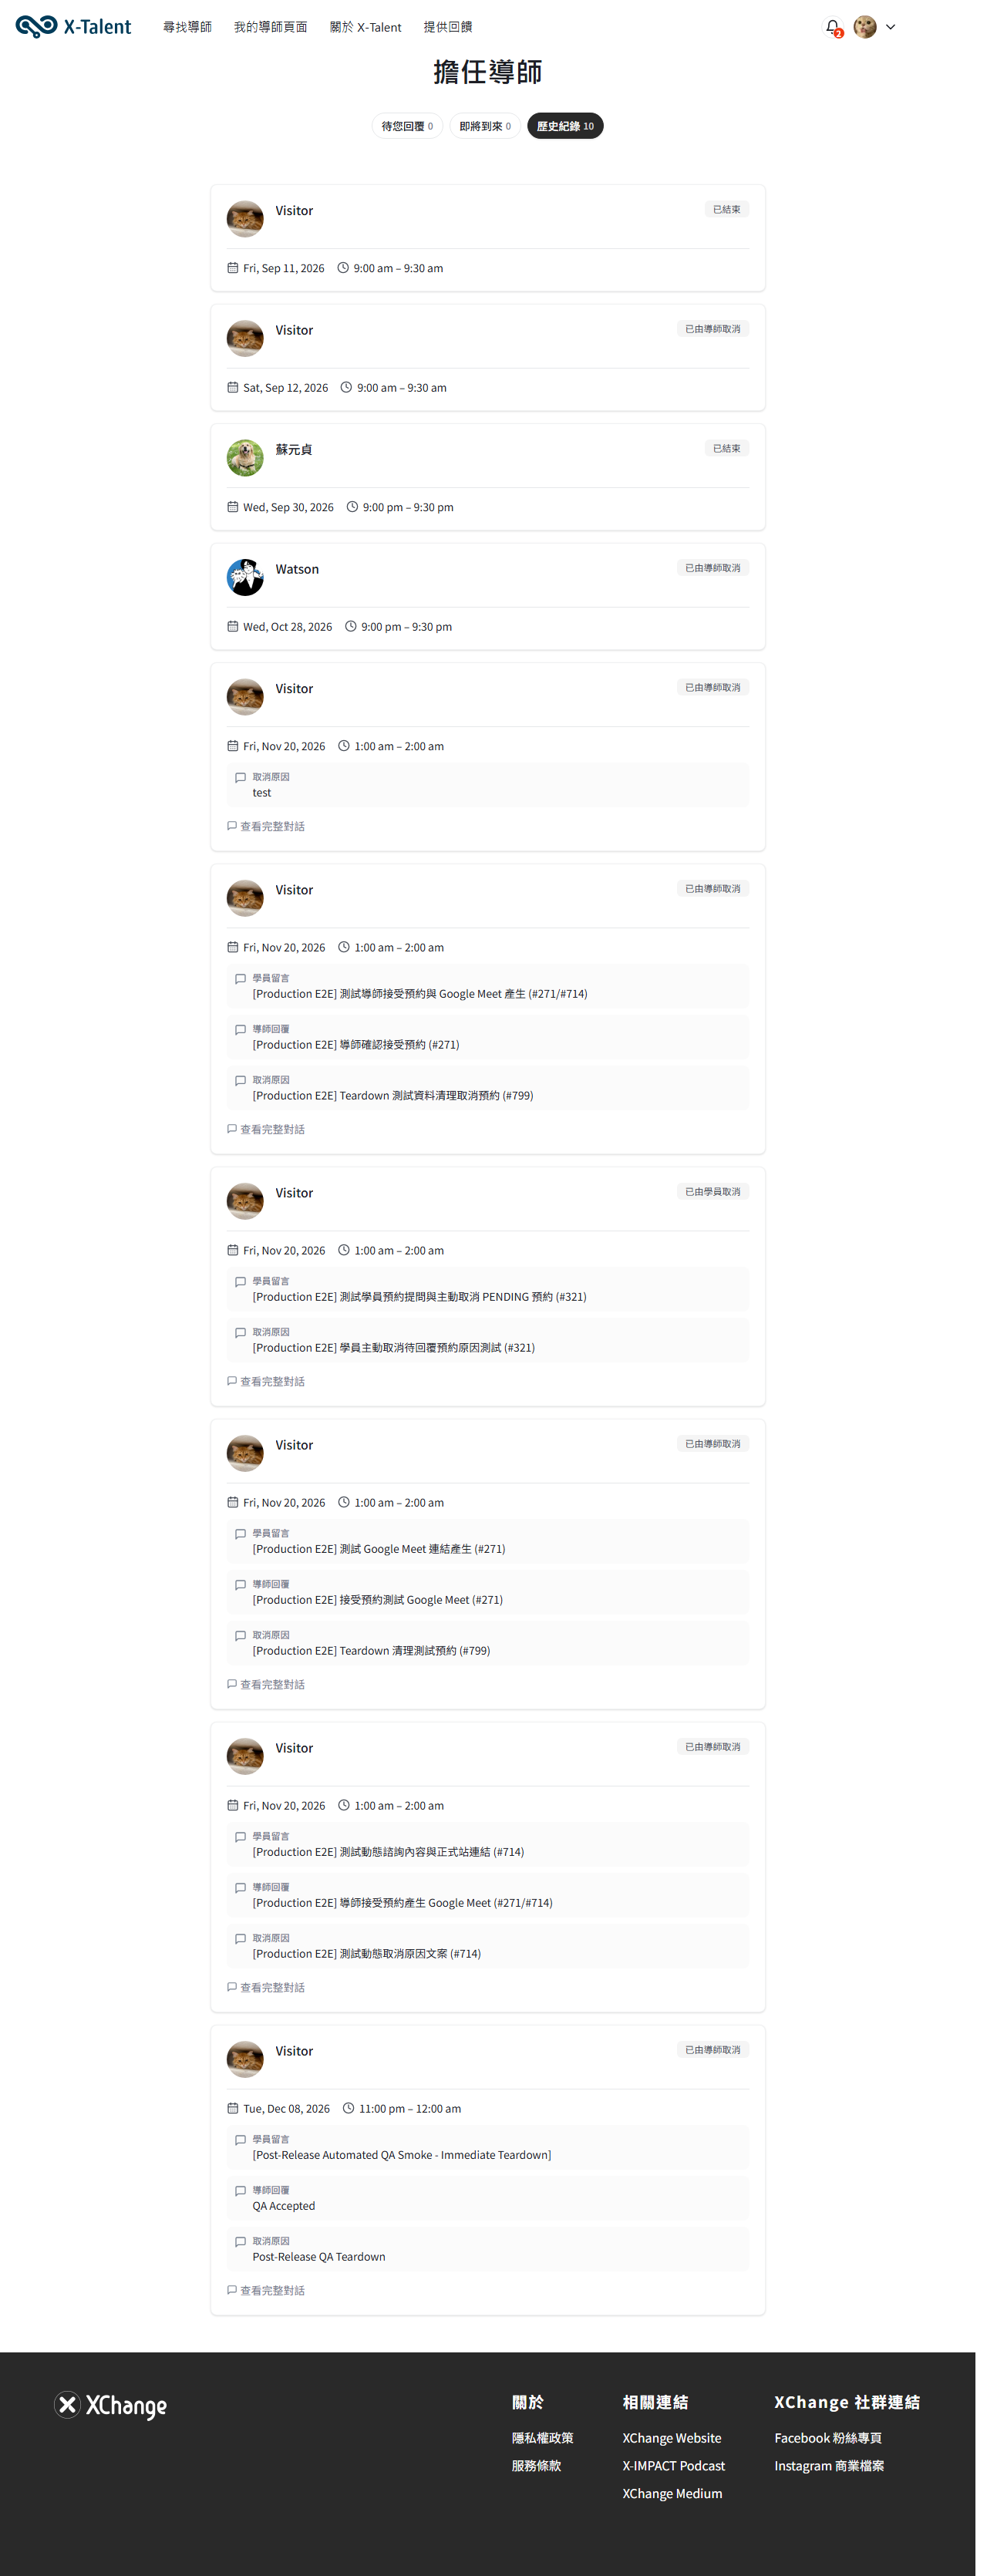 X-Talent
尋找導師
我的導師頁面
關於 X-Talent
提供回饋
2
擔任導師
待您回覆 0
即將到來 0
歷史紀錄 10
Visitor
已結束
Fri, Sep 11, 2026
9:00 am – 9:30 am
Visitor
已由導師取消
Sat, Sep 12, 2026
9:00 am – 9:30 am
蘇元貞
已結束
Wed, Sep 30, 2026
9:00 pm – 9:30 pm
Watson
已由導師取消
Wed, Oct 28, 2026
9:00 pm – 9:30 pm
Visitor
已由導師取消
Fri, Nov 20, 2026
1:00 am – 2:00 am
取消原因
test
查看完整對話
Visitor
已由導師取消
Fri, Nov 20, 2026
1:00 am – 2:00 am
學員留言
[Production E2E] 測試導師接受預約與 Google Meet 產生 (#271/#714)
導師回覆
[Production E2E] 導師確認接受預約 (#271)
取消原因
[Production E2E] Teardown 測試資料清理取消預約 (#799)
查看完整對話
Visitor
已由學員取消
Fri, Nov 20, 2026
1:00 am – 2:00 am
學員留言
[Production E2E] 測試學員預約提問與主動取消 PENDING 預約 (#321)
取消原因
[Production E2E] 學員主動取消待回覆預約原因測試 (#321)
查看完整對話
Visitor
已由導師取消
Fri, Nov 20, 2026
1:00 am – 2:00 am
學員留言
[Production E2E] 測試 Google Meet 連結產生 (#271)
導師回覆
[Production E2E] 接受預約測試 Google Meet (#271)
取消原因
[Production E2E] Teardown 清理測試預約 (#799)
查看完整對話
Visitor
已由導師取消
Fri, Nov 20, 2026
1:00 am – 2:00 am
學員留言
[Production E2E] 測試動態諮詢內容與正式站連結 (#714)
導師回覆
[Production E2E] 導師接受預約產生 Google Meet (#271/#714)
取消原因
[Production E2E] 測試動態取消原因文案 (#714)
查看完整對話
Visitor
已由導師取消
Tue, Dec 08, 2026
11:00 pm – 12:00 am
學員留言
[Post-Release Automated QA Smoke - Immediate Teardown]
導師回覆
QA Accepted
取消原因
Post-Release QA Teardown
查看完整對話
XChange
關於
隱私權政策
服務條款
相關連結
XChange Website
X-IMPACT Podcast
XChange Medium
XChange 社群連結
Facebook 粉絲專頁
Instagram 商業檔案